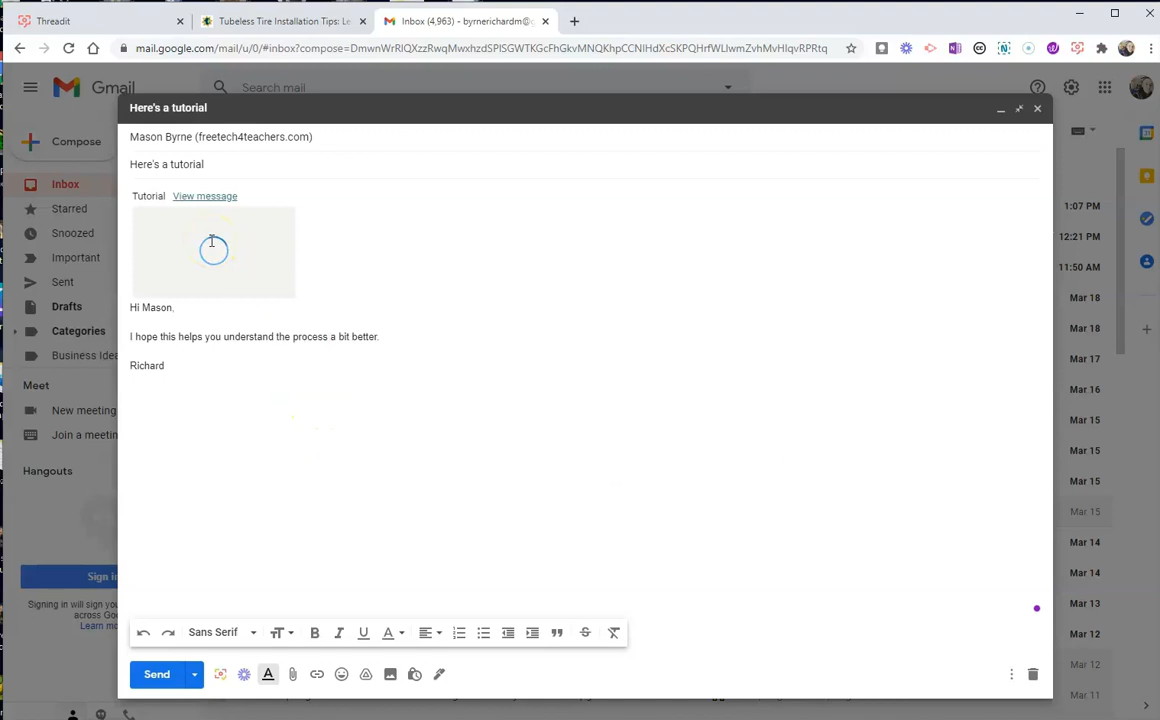 Threadit
Tubeless Tire Installation Tips: Le
Inbox (4,963) - byrnerichardm@g
mail.google.com/mail/u/0/#inbox?compose=DmwnWrRIQXzzRwqMwxhzdSPlSGWTKGcFhGkvMNQKhpCCNlHdXcSKPQHrfWLlwmZvhMvHlqvRPRtq
Gmail
Search mail
Compose
Inbox
Starred
Snoozed
Important
Sent
Drafts
Categories
Business Idea
Meet
New meeting
Join a meetin
Hangouts
Sign in
Signing in will sign you
across Goo
Learn mo
Here's a tutorial
Mason Byrne (freetech4teachers.com)
Here's a tutorial
Tutorial View message
Hi Mason,
I hope this helps you understand the process a bit better.
Richard
Sans Serif
Send
1:07 PM
12:21 PM
11:50 AM
Mar 18
Mar 18
Mar 17
Mar 16
Mar 15
Mar 15
Mar 15
Mar 15
Mar 14
Mar 14
Mar 13
Mar 12
Mar 12
Mar 11